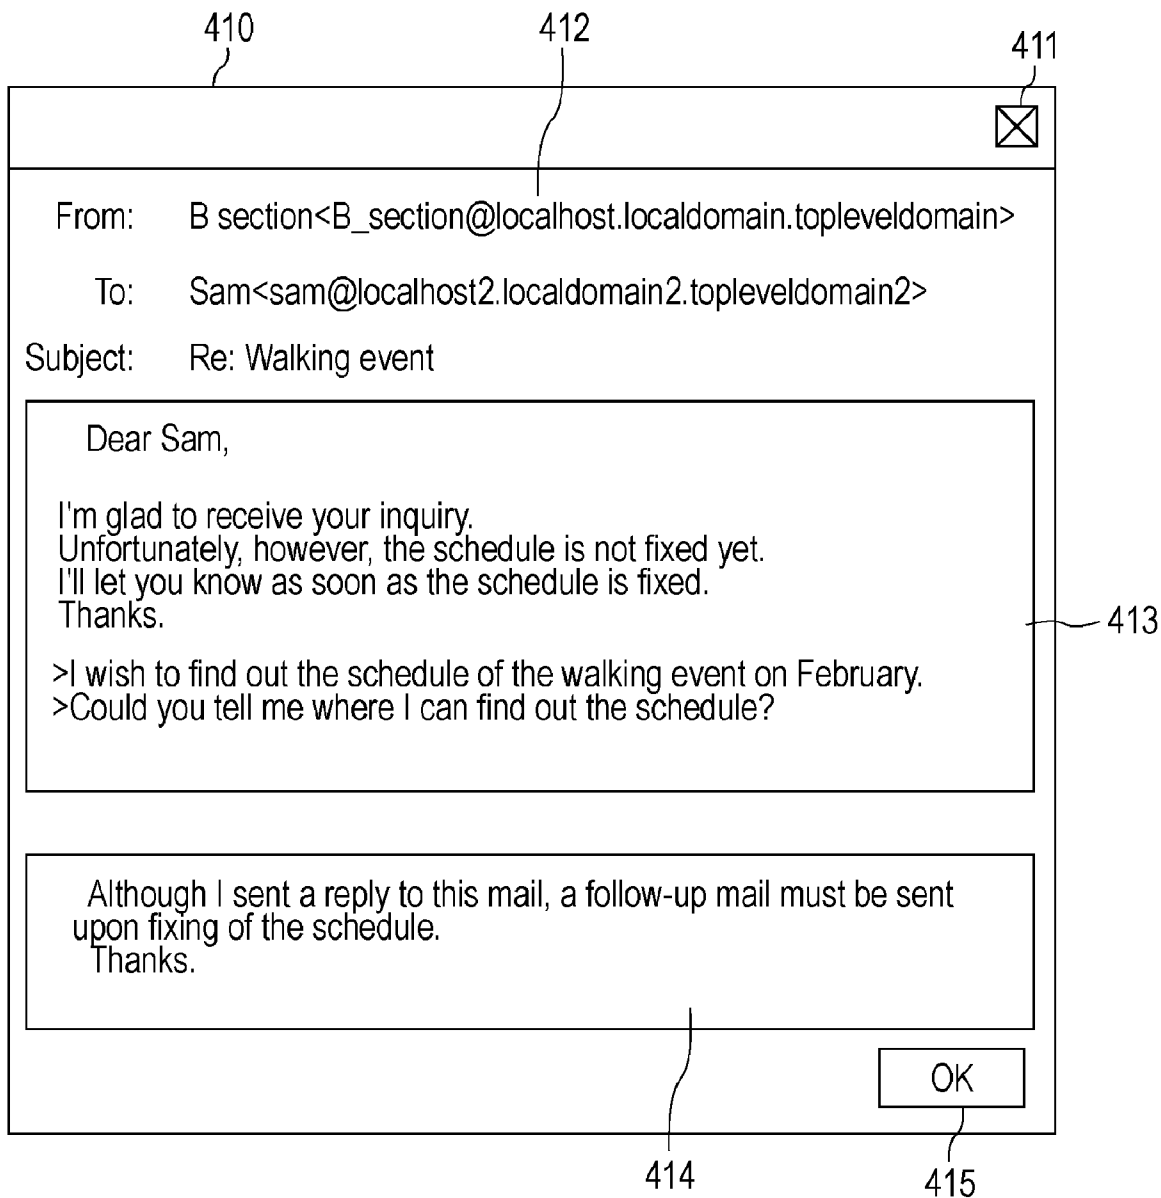 410
412
411
From: B section<B_section@localhost.localdomain.topleveldomain>
To: Sam<sam@localhost2.localdomain2.topleveldomain2>
Subject: Re: Walking event
Dear Sam,
I'm glad to receive your inquiry.
Unfortunately, however, the schedule is not fixed yet.
I'll let you know as soon as the schedule is fixed.
Thanks.
413
>I wish to find out the schedule of the walking event on February.
>Could you tell me where I can find out the schedule?
Although I sent a reply to this mail, a follow-up mail must be sent
upon fixing of the schedule.
Thanks.
OK
414
415